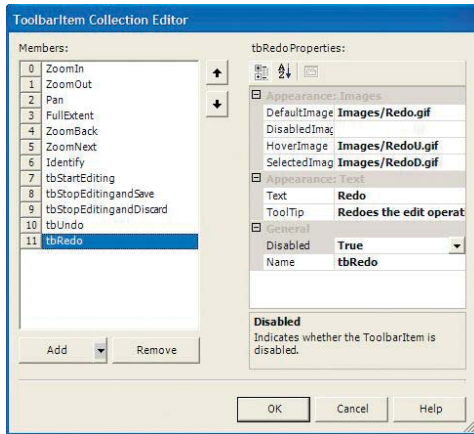 ToolbarItem Collection Editor
Members:
0 ZoomIn
1 ZoomOut
2 Pan
3 FullExtent
4 ZoomBack
5 ZoomNext
6 Identify
7 tbStartEditing
8 tbStopEditingandSave
9 tbStopEditingandDiscard
10 tbUndo
11 tbRedo
Add
Remove
tbRedoProperties:
Appearance: Images
DefaultImage Images/Redo.gif
DisabledImag
HoverImage Images/RedoU.gif
SelectedImag Images/RedoD.gif
Appearance: Text
Text Redo
ToolTip Redoes the edit operat
General
Disabled True
Name tbRedo
Disabled
Indicates whether the ToolbarItem is
disabled.
OK
Cancel
Help